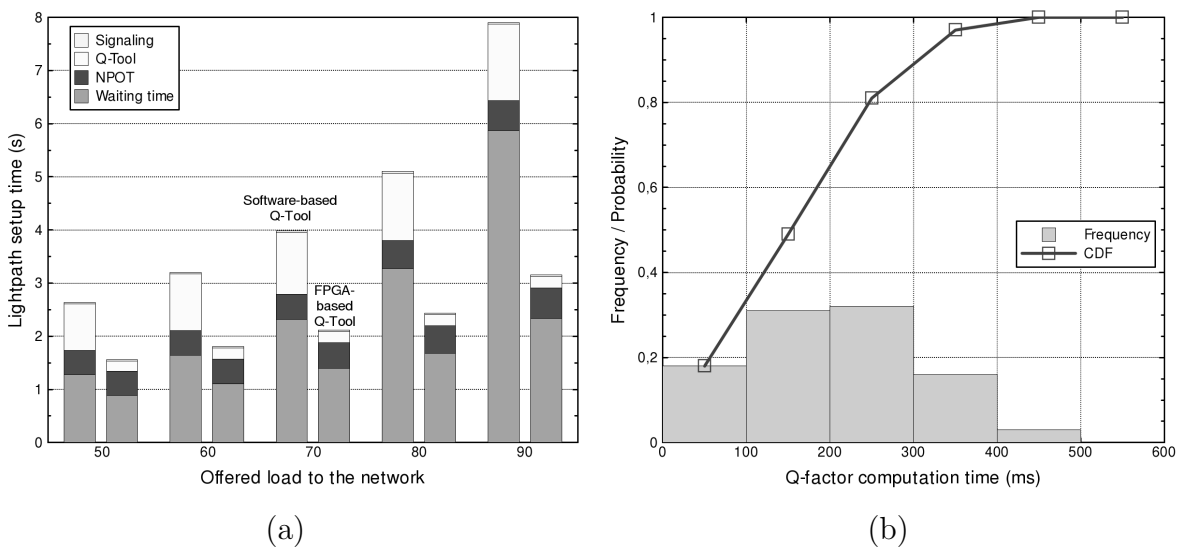 8
7
6
5
4
3
2
1
0
Lightpath setup time (s)
Signaling
Q-Tool
NPOT
Waiting time
Software-based
Q-Tool
FPGA-
based
Q-Tool
50 60 70 80 90
Offered load to the network
(a)
1
0,8
0,6
0,4
0,2
0
Frequency / Probability
Frequency
CDF
0 100 200 300 400 500 600
Q-factor computation time (ms)
(b)